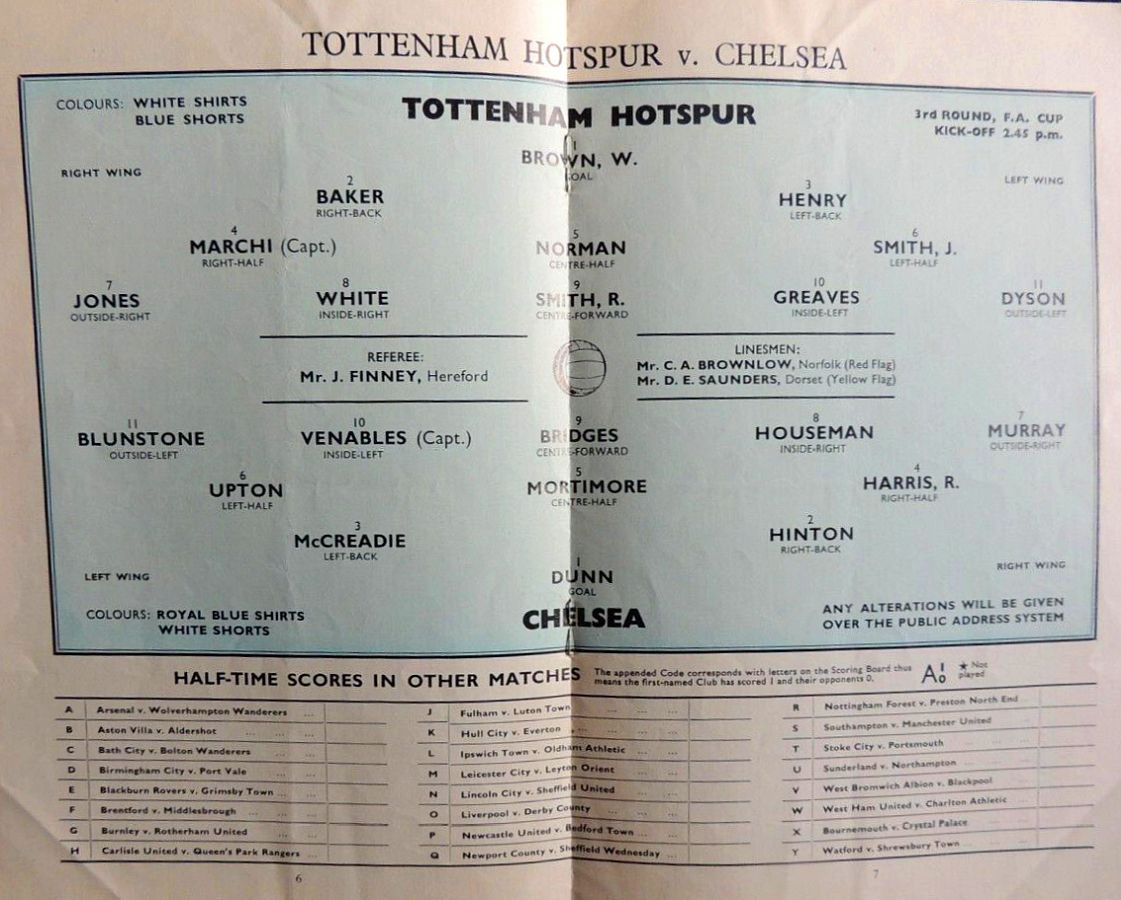 TOTTENHAM HOTSPUR v. CHELSEA
COLOURS: WHITE SHIRTS
BLUE SHORTS
TOTTENHAM HOTSPUR
3rd ROUND, F.A. CUP
KICK-OFF 2.45 p.m.
1
BROWN, W.
GOAL
RIGHT WING
LEFT WING
2
BAKER
RIGHT-BACK
3
HENRY
LEFT-BACK
4
MARCHI (Capt.)
RIGHT-HALF
5
NORMAN
CENTRE-HALF
6
SMITH, J.
LEFT-HALF
7
JONES
OUTSIDE-RIGHT
8
WHITE
INSIDE-RIGHT
9
SMITH, R.
CENTRE-FORWARD
10
GREAVES
INSIDE-LEFT
11
DYSON
OUTSIDE-LEFT
REFEREE:
Mr. J. FINNEY, Hereford
LINESMEN:
Mr. C. A. BROWNLOW, Norfolk (Red Flag)
Mr. D. E. SAUNDERS, Dorset (Yellow Flag)
11
BLUNSTONE
OUTSIDE-LEFT
10
VENABLES (Capt.)
INSIDE-LEFT
9
BRIDGES
CENTRE-FORWARD
8
HOUSEMAN
INSIDE-RIGHT
7
MURRAY
OUTSIDE-RIGHT
6
UPTON
LEFT-HALF
5
MORTIMORE
CENTRE-HALF
4
HARRIS, R.
RIGHT-HALF
3
McCREADIE
LEFT-BACK
2
HINTON
RIGHT-BACK
1
DUNN
GOAL
LEFT WING
RIGHT WING
COLOURS: ROYAL BLUE SHIRTS
WHITE SHORTS
CHELSEA
ANY ALTERATIONS WILL BE GIVEN
OVER THE PUBLIC ADDRESS SYSTEM
HALF-TIME SCORES IN OTHER MATCHES
The appended Code corresponds with letters on the Scoring Board thus
means the first-named Club has scored 1 and their opponents 0.
A 1 0
★ Not
played
A Arsenal v. Wolverhampton Wanderers ...
B Aston Villa v. Aldershot ... ... ...
C Bath City v. Bolton Wanderers ... ...
D Birmingham City v. Port Vale ... ...
E Blackburn Rovers v. Grimsby Town ... ...
F Brentford v. Middlesbrough ... ...
G Burnley v. Rotherham United ... ...
H Carlisle United v. Queen's Park Rangers ...
J Fulham v. Luton Town ... ... ...
K Hull City v. Everton ... ... ...
L Ipswich Town v. Oldham Athletic ... ...
M Leicester City v. Leyton Orient ... ...
N Lincoln City v. Sheffield United ... ...
O Liverpool v. Derby County ... ...
P Newcastle United v. Bedford Town ... ...
Q Newport County v. Sheffield Wednesday ...
R Nottingham Forest v. Preston North End ...
S Southampton v. Manchester United ...
T Stoke City v. Portsmouth ...
U Sunderland v. Northampton ...
V West Bromwich Albion v. Blackpool
W West Ham United v. Charlton Athletic ...
X Bournemouth v. Crystal Palace
Y Watford v. Shrewsbury Town ...
6
7